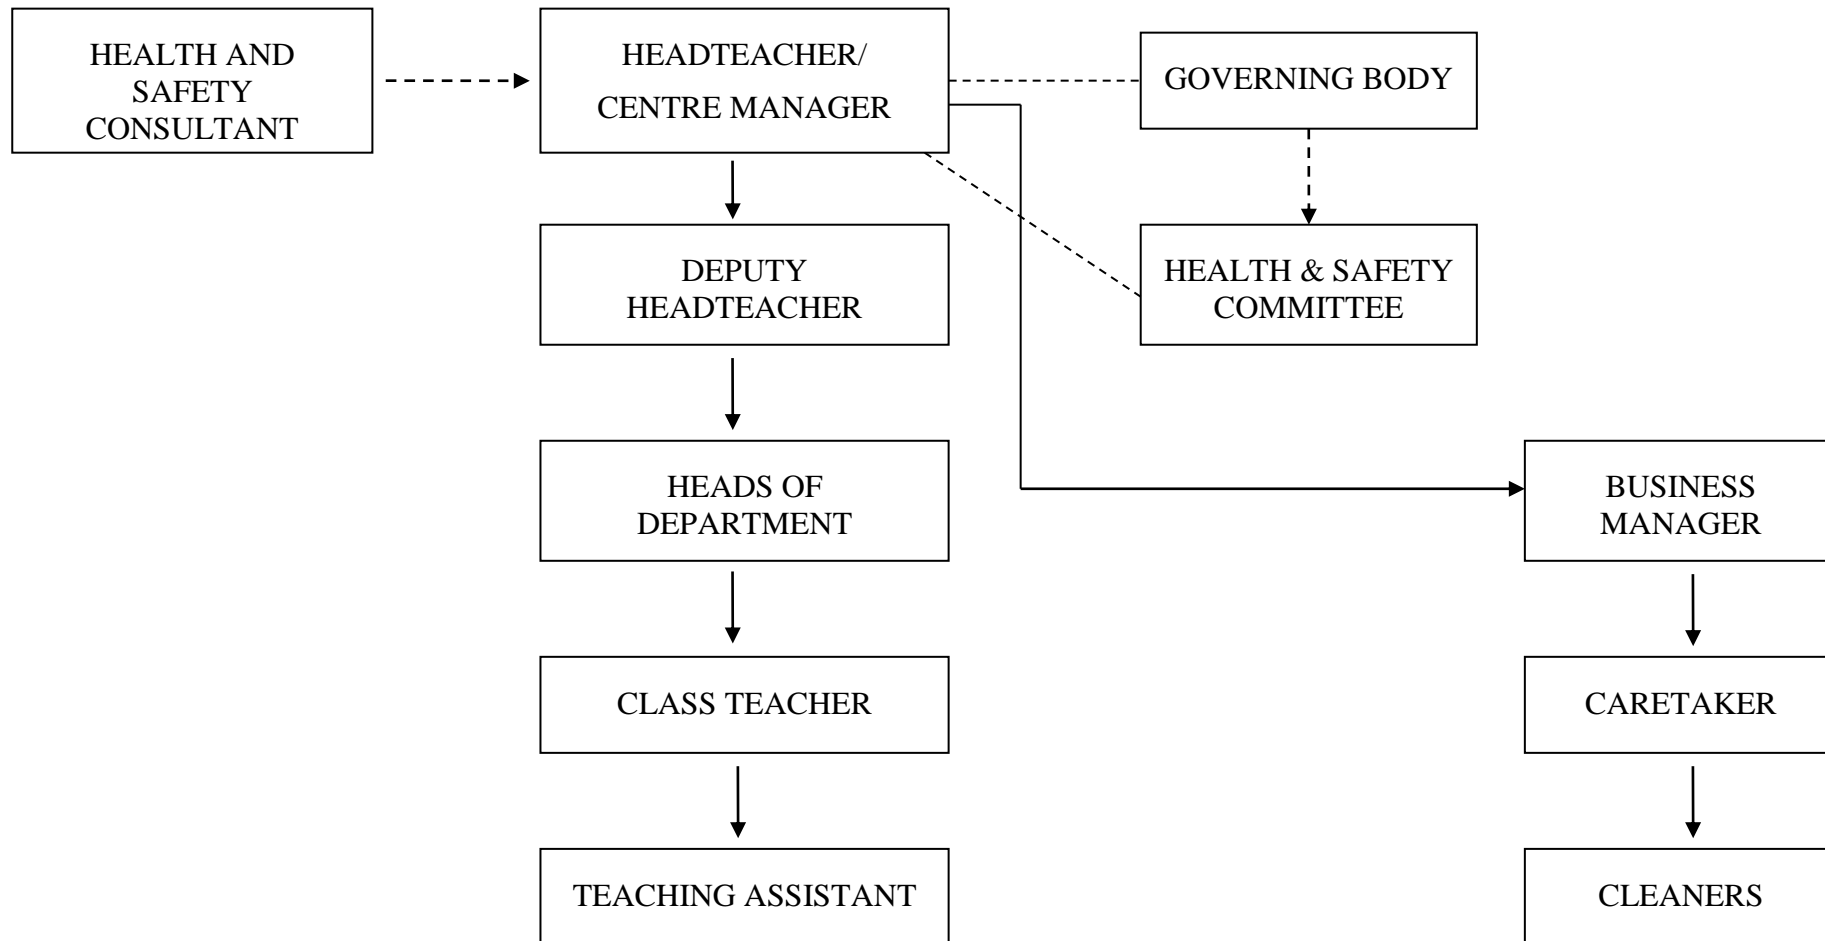 HEALTH AND
SAFETY
CONSULTANT
HEADTEACHER/
CENTRE MANAGER
GOVERNING BODY
DEPUTY
HEADTEACHER
HEALTH & SAFETY
COMMITTEE
HEADS OF
DEPARTMENT
BUSINESS
MANAGER
CLASS TEACHER
CARETAKER
TEACHING ASSISTANT
CLEANERS